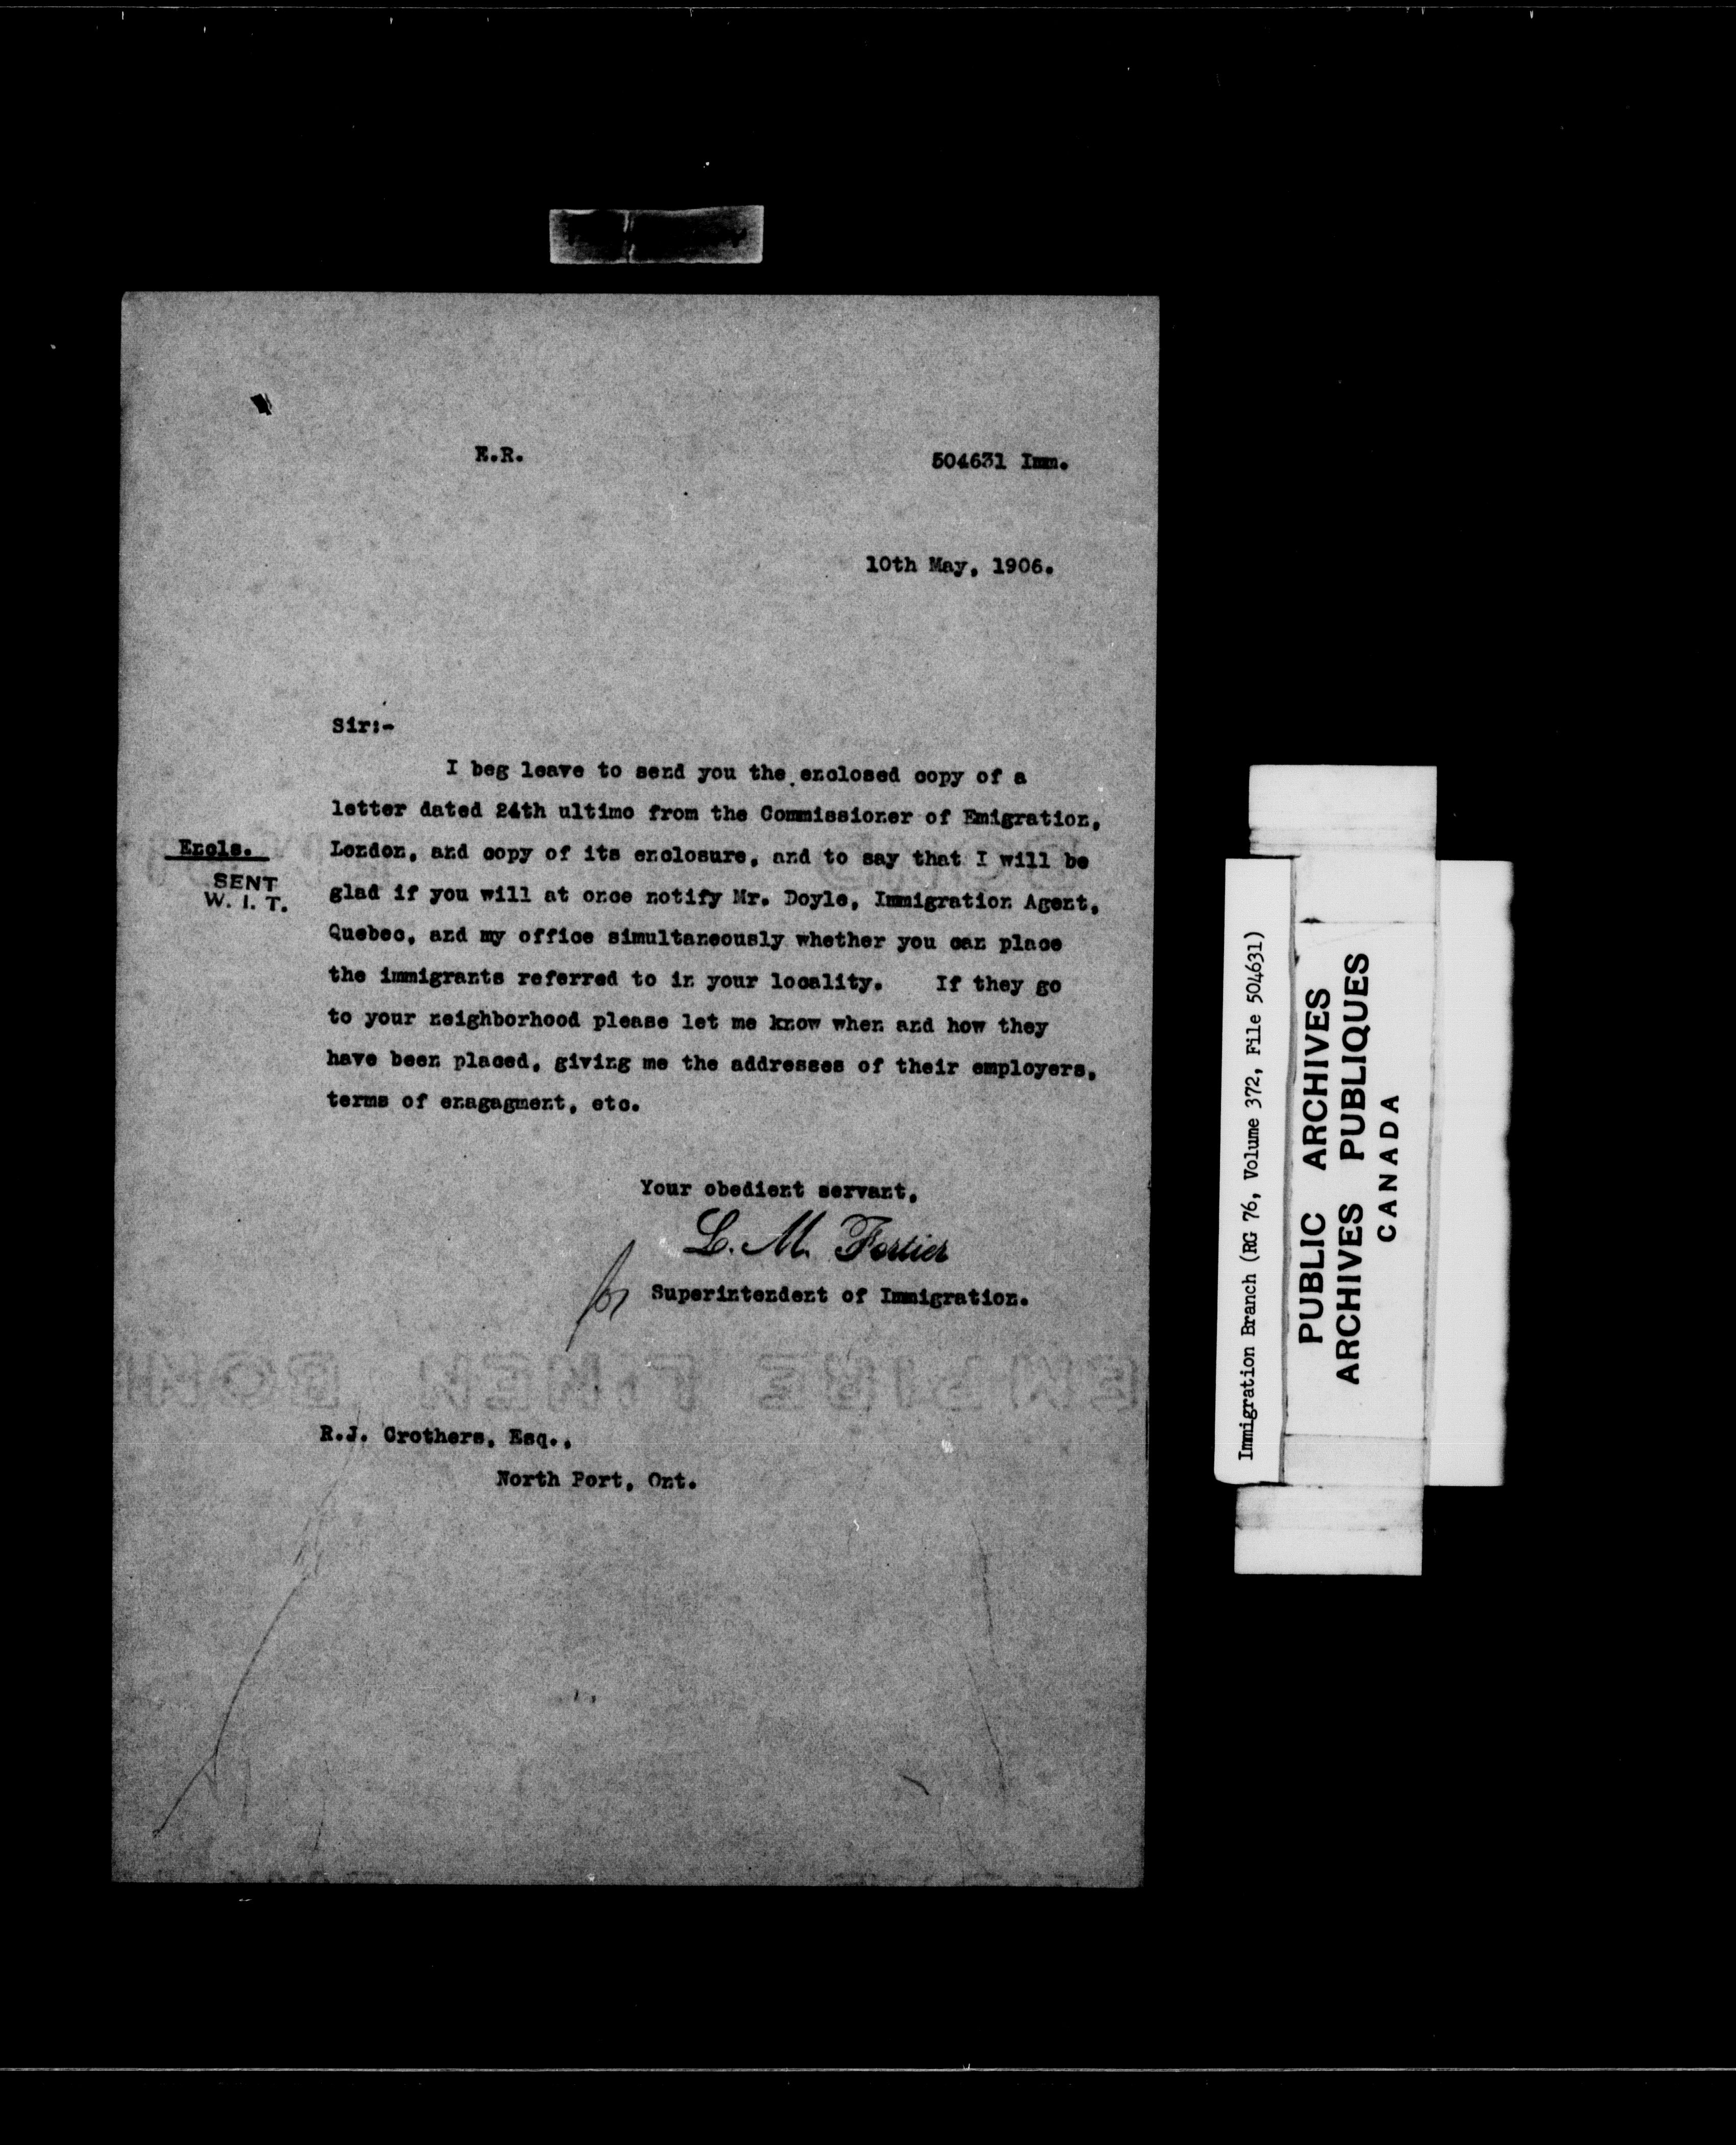 E.R.
504631 Imm.
10th May, 1906.
Sir:-
I beg leave to send you the enclosed copy of a
letter dated 24th ultimo from the Commissioner of Emigration,
London, and copy of its enclosure, and to say that I will be
glad if you will at once notify Mr. Doyle, Immigration Agent,
Quebec, and my office simultaneously whether you can place
the immigrants referred to in your locality. If they go
to your neighborhood please let me know when and how they
have been placed, giving me the addresses of their employers,
terms of enagagment, etc.
Encls.
SENT
W. I. T.
Your obedient servant,
L. M. Fortier
for Superintendent of Immigration.
EMPIRE LINEN BOND
R.J. Crothers, Esq.,
North Port, Ont.
Immigration Branch (RG 76, Volume 372, File 504631)
PUBLIC ARCHIVES
ARCHIVES PUBLIQUES
CANADA